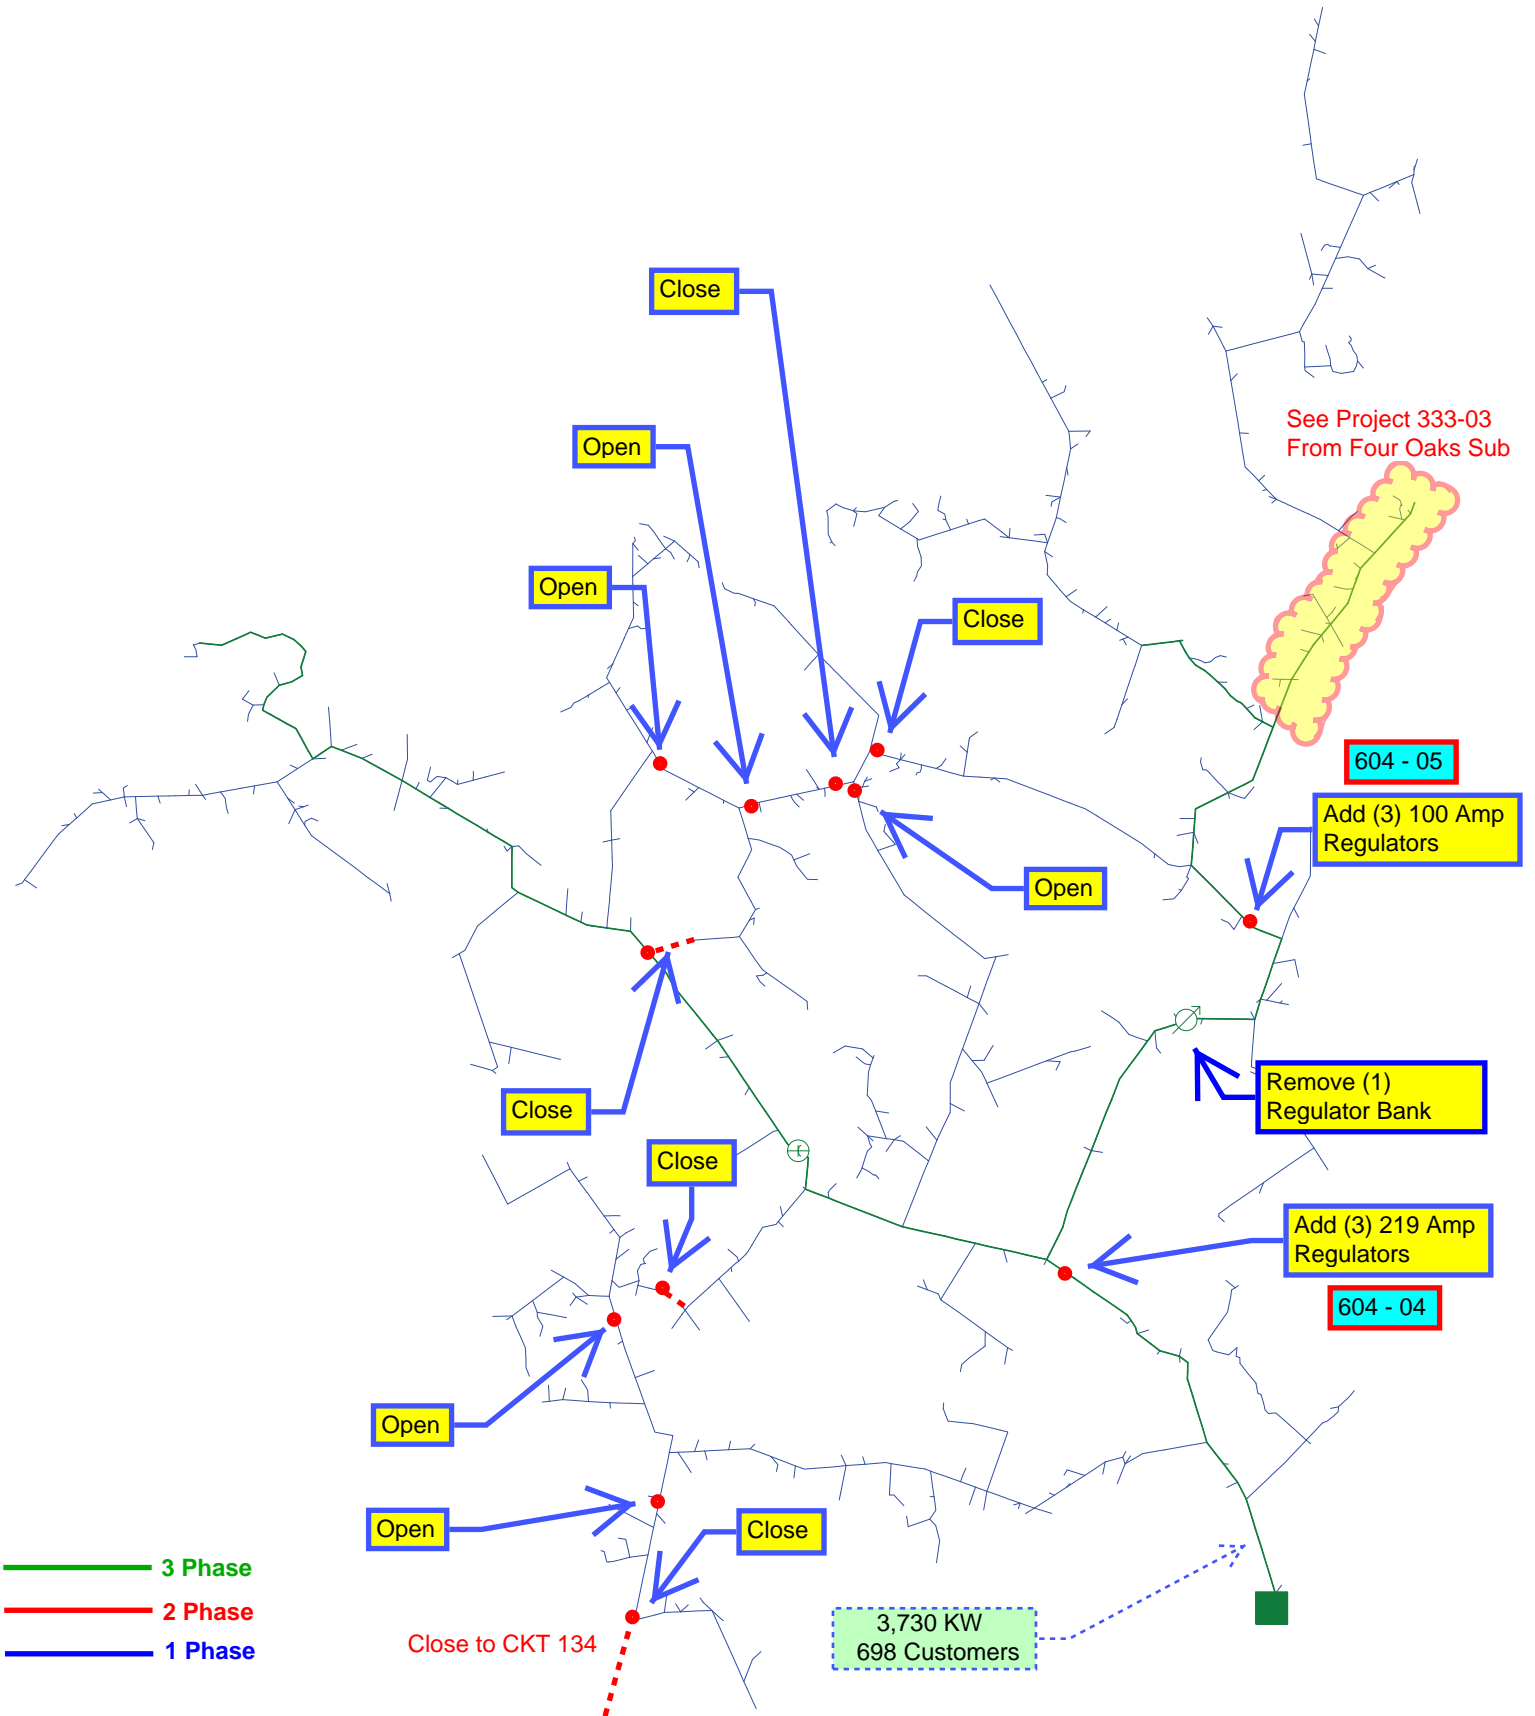 Close
See Project 333-03
From Four Oaks Sub
Open
Open
Close
604 - 05
Add (3) 100 Amp
Regulators
Open
Remove (1)
Regulator Bank
Close
Close
Add (3) 219 Amp
Regulators
604 - 04
Open
Open
Close
3 Phase
2 Phase
1 Phase
Close to CKT 134
3,730 KW
698 Customers